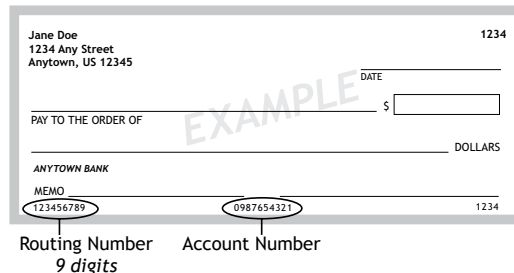 Jane Doe 1234
1234 Any Street
Anytown, US 12345
DATE
EXAMPLE
$
PAY TO THE ORDER OF
DOLLARS
ANYTOWN BANK
MEMO
123456789 0987654321 1234
Routing Number Account Number
9 digits